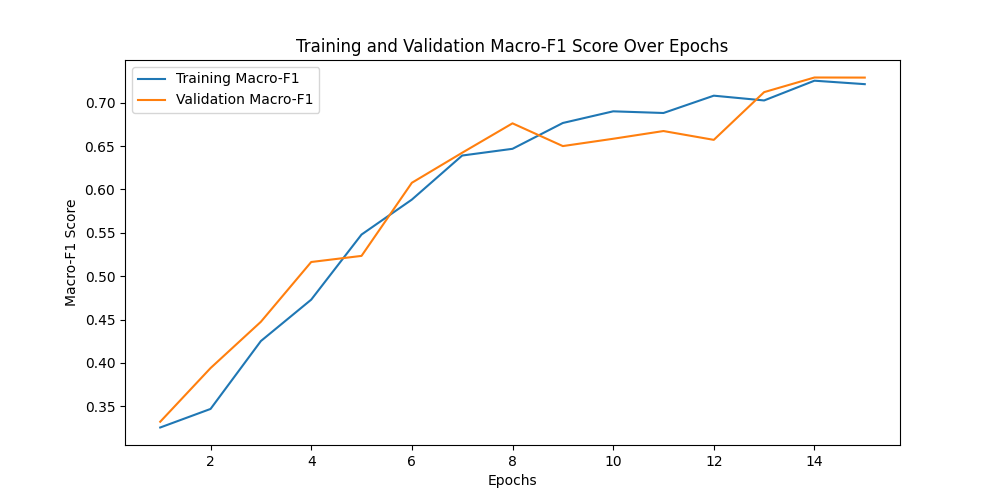 Training and Validation Macro-F1 Score Over Epochs
Training Macro-F1
Validation Macro-F1
Macro-F1 Score
0.70
0.65
0.60
0.55
0.50
0.45
0.40
0.35
2 4 6 8 10 12 14
Epochs